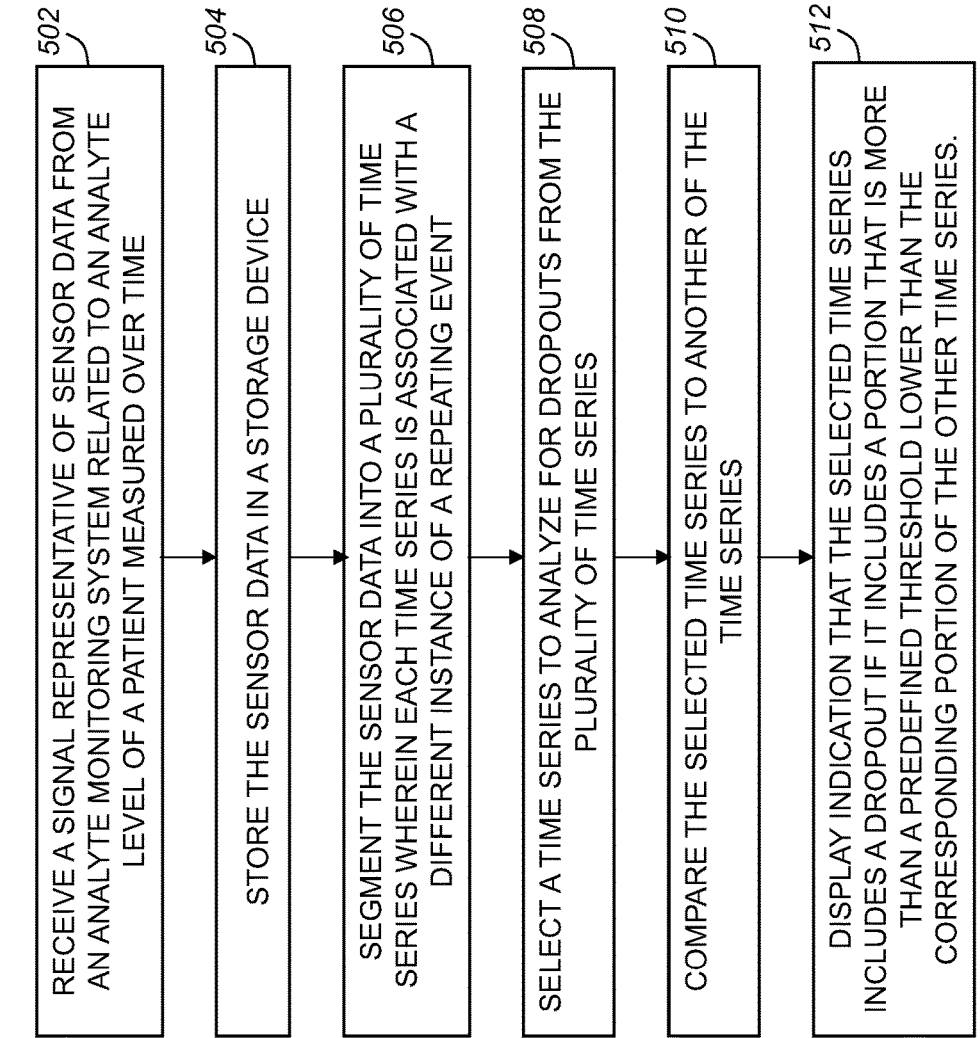 502
RECEIVE A SIGNAL REPRESENTATIVE OF SENSOR DATA FROM
AN ANALYTE MONITORING SYSTEM RELATED TO AN ANALYTE
LEVEL OF A PATIENT MEASURED OVER TIME
504
STORE THE SENSOR DATA IN A STORAGE DEVICE
506
SEGMENT THE SENSOR DATA INTO A PLURALITY OF TIME
SERIES WHEREIN EACH TIME SERIES IS ASSOCIATED WITH A
DIFFERENT INSTANCE OF A REPEATING EVENT
508
SELECT A TIME SERIES TO ANALYZE FOR DROPOUTS FROM THE
PLURALITY OF TIME SERIES
510
COMPARE THE SELECTED TIME SERIES TO ANOTHER OF THE
TIME SERIES
512
DISPLAY INDICATION THAT THE SELECTED TIME SERIES
INCLUDES A DROPOUT IF IT INCLUDES A PORTION THAT IS MORE
THAN A PREDEFINED THRESHOLD LOWER THAN THE
CORRESPONDING PORTION OF THE OTHER TIME SERIES.